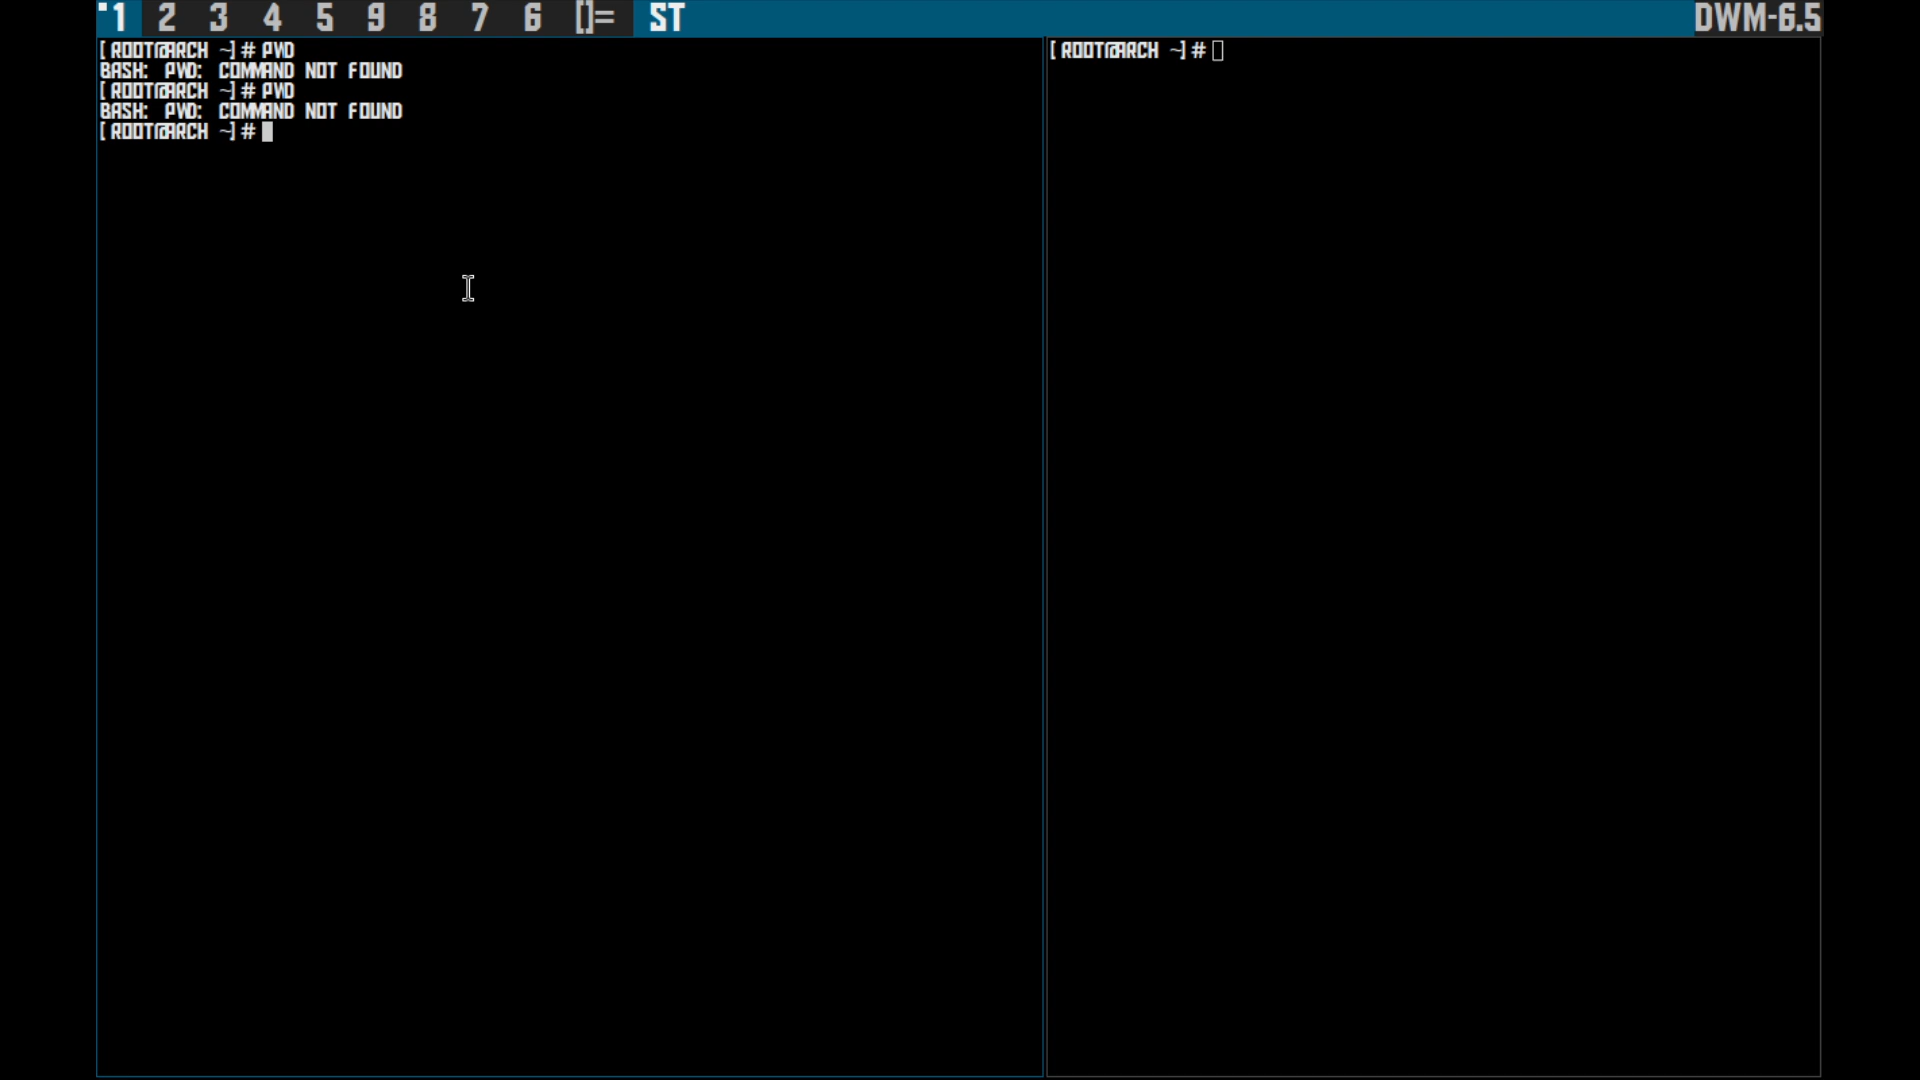 1 2 3 4 5 9 8 7 6 []= ST DWM-6.5
[ROOT@ARCH ~]# PWD
BASH: PWD: COMMAND NOT FOUND
[ROOT@ARCH ~]# PWD
BASH: PWD: COMMAND NOT FOUND
[ROOT@ARCH ~]#
[ROOT@ARCH ~]#